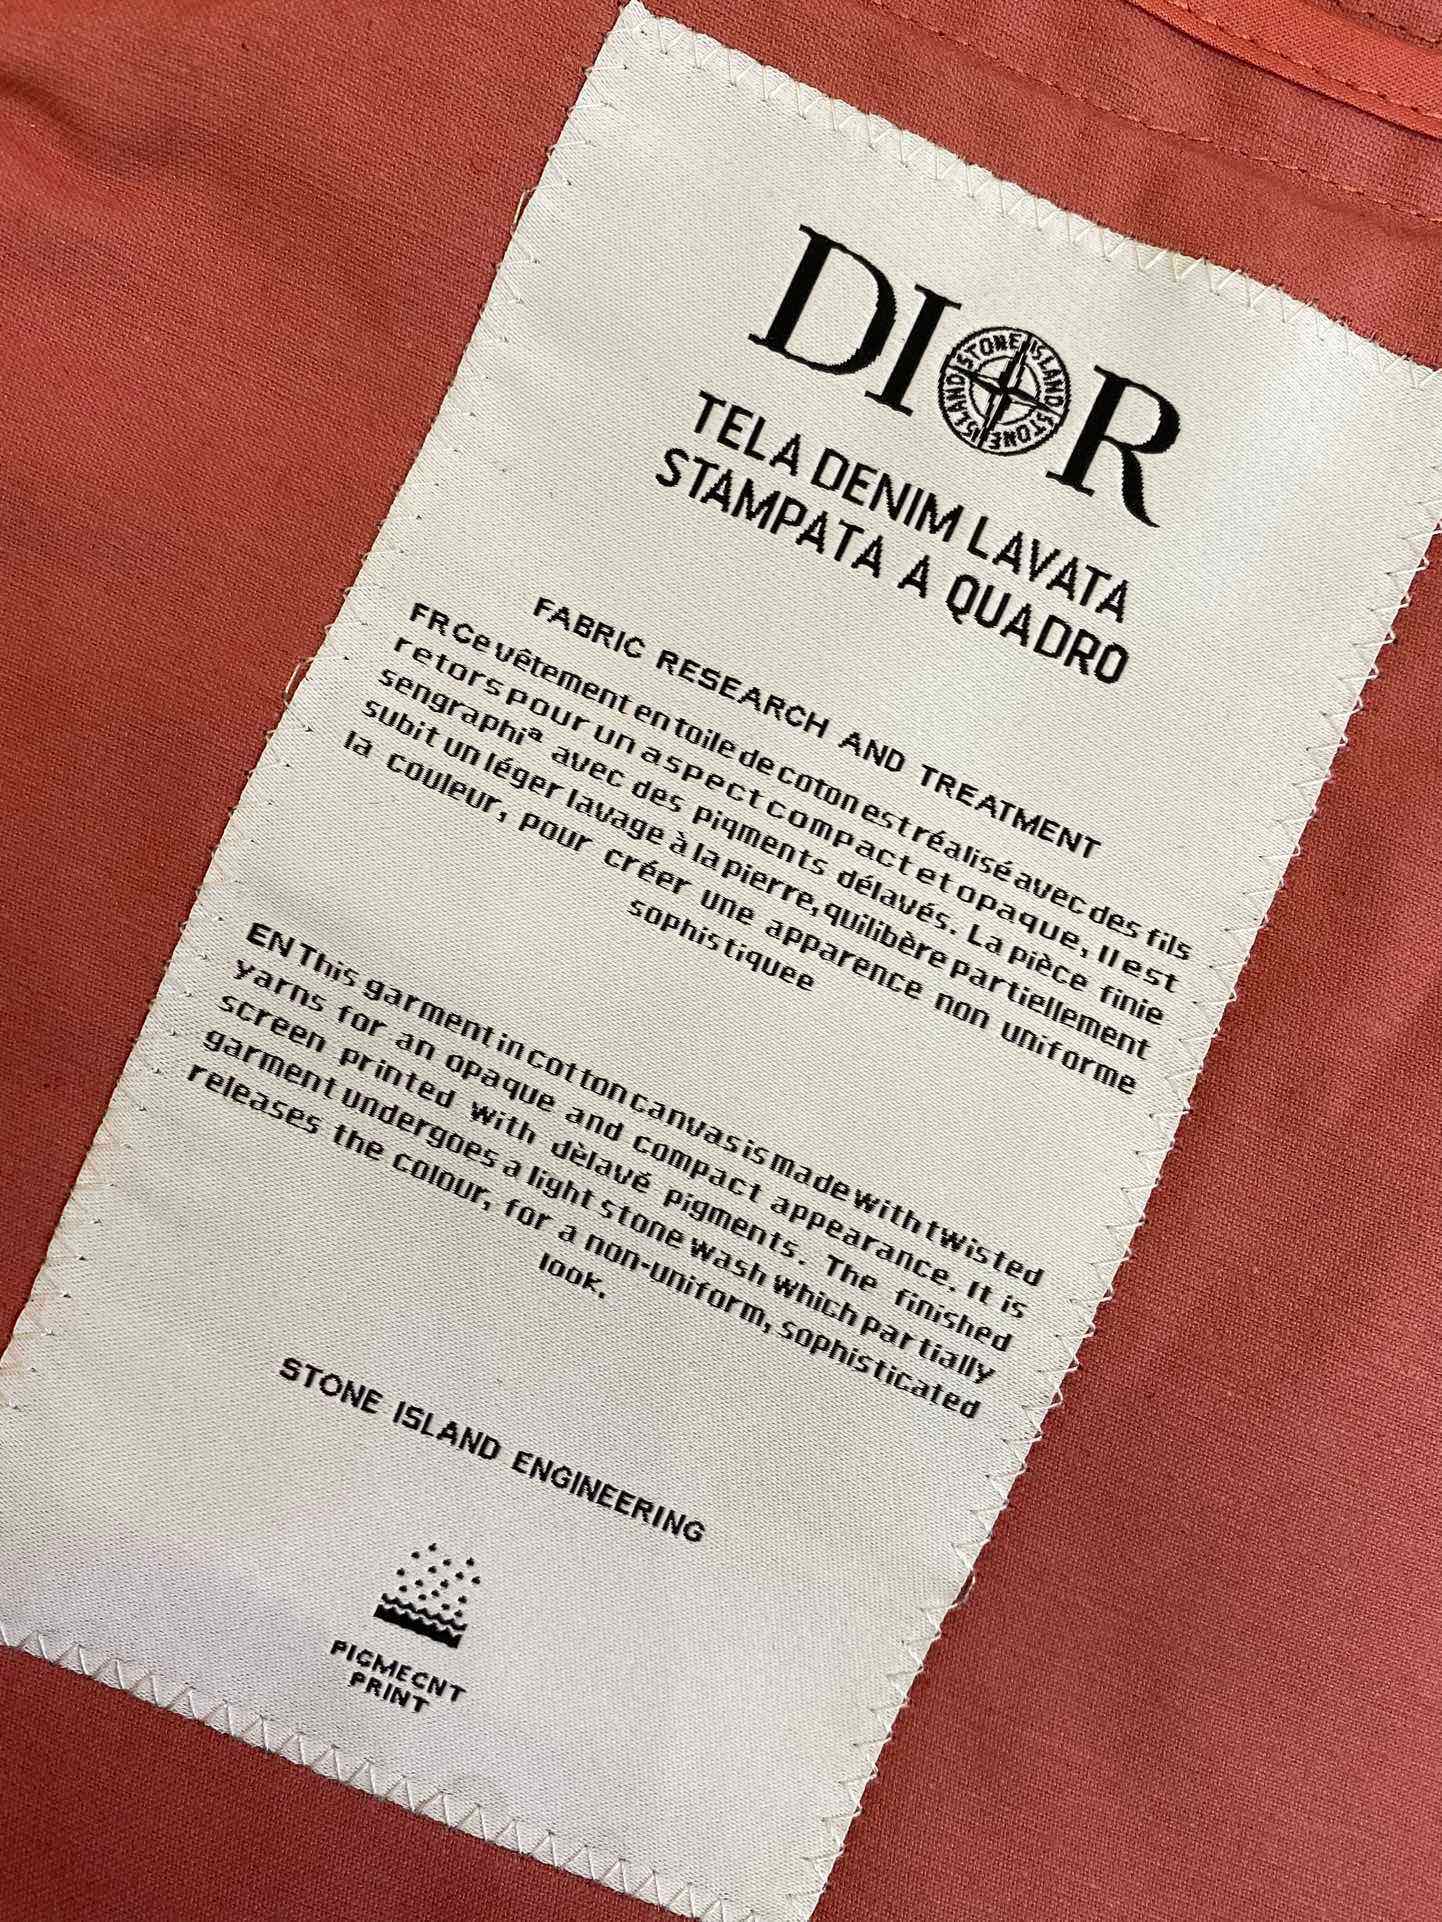 DIOR
STONE ISLAND STONE ISLAND
TELA DENIM LAVATA
STAMPATA A QUADRO
FABRIC RESEARCH AND TREATMENT
FR Ce vêtement en toile de coton est réalisé avec des fils
retors pour un aspect compact et opaque, Il est
sengraphiª avec des piqments délavés. La pièce finie
subit un léger lavage à la pierre, quilibère partiellement
la couleur, pour créer une apparence non uniforme
sophistiquee
EN This garment in cotton canvas is made with twisted
yarns for an opaque and compact appearance. It is
screen printed with dèlavé pigments. The finished
garment undergoes a light stone wash which partially
releases the colour, for a non-uniform, sophisticated
look.
STONE ISLAND ENGINEERING
PIGMECNT
PRINT